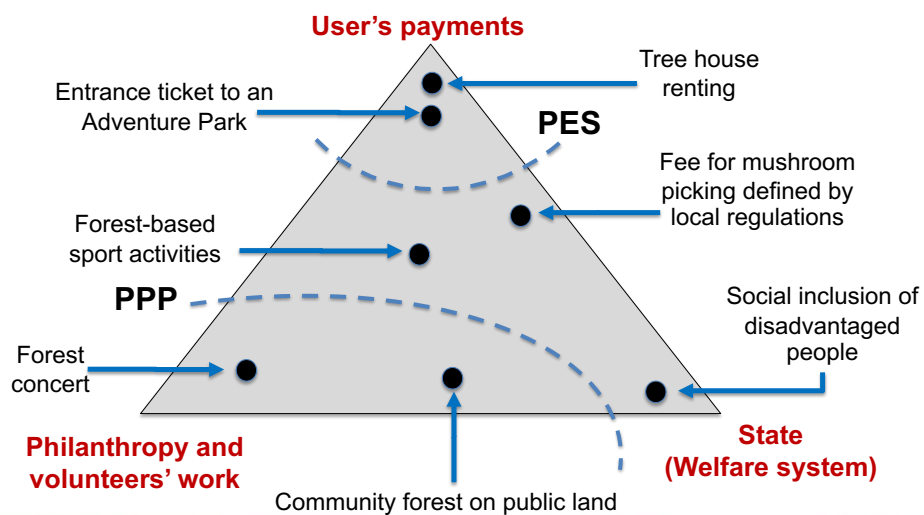 User's payments
Tree house
renting
Entrance ticket to an
Adventure Park
PES
Fee for mushroom
picking defined by
local regulations
Forest-based
sport activities
PPP
Social inclusion of
disadvantaged
people
Forest
concert
Philanthropy and
volunteers' work
State
(Welfare system)
Community forest on public land